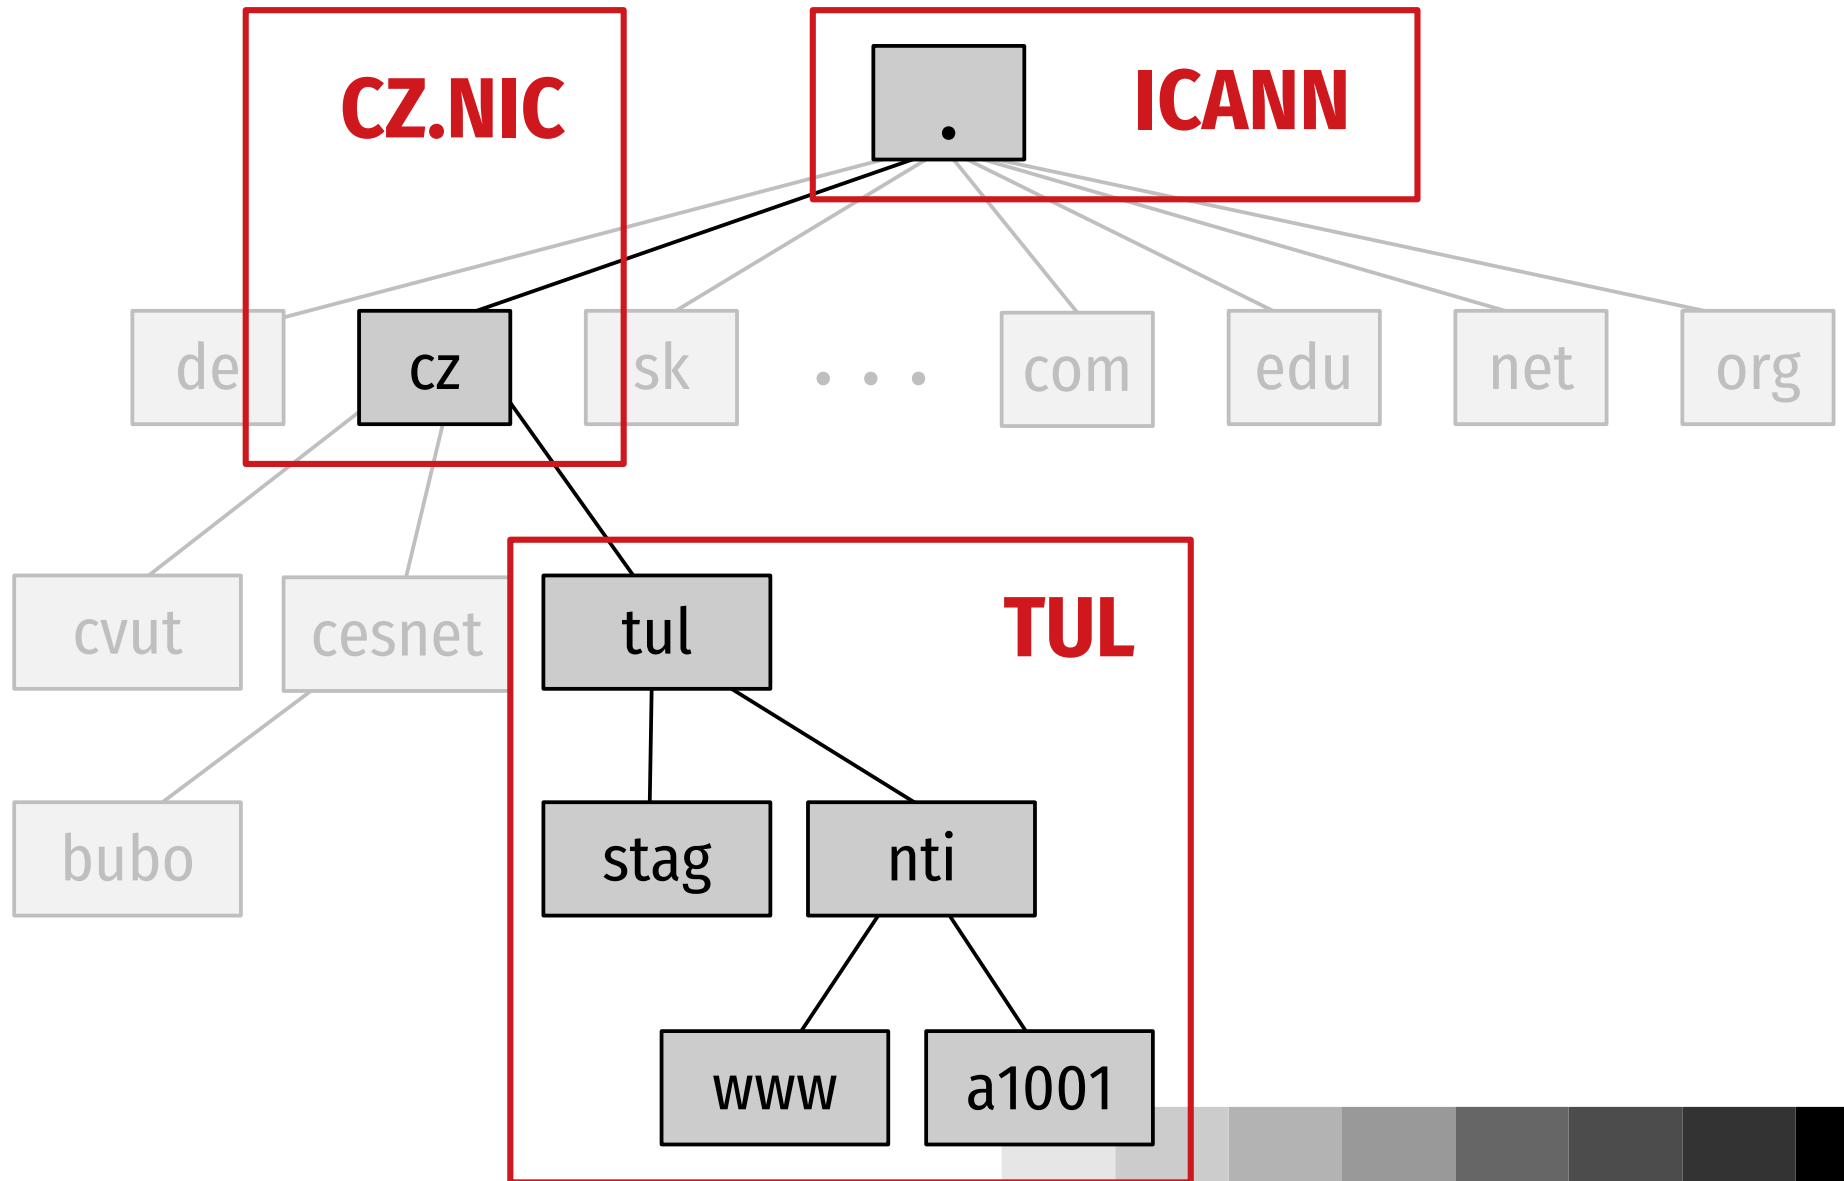 CZ.NIC
ICANN
.
de
cz
sk
. . .
com
edu
net
org
cvut
cesnet
tul
TUL
bubo
stag
nti
www
a1001